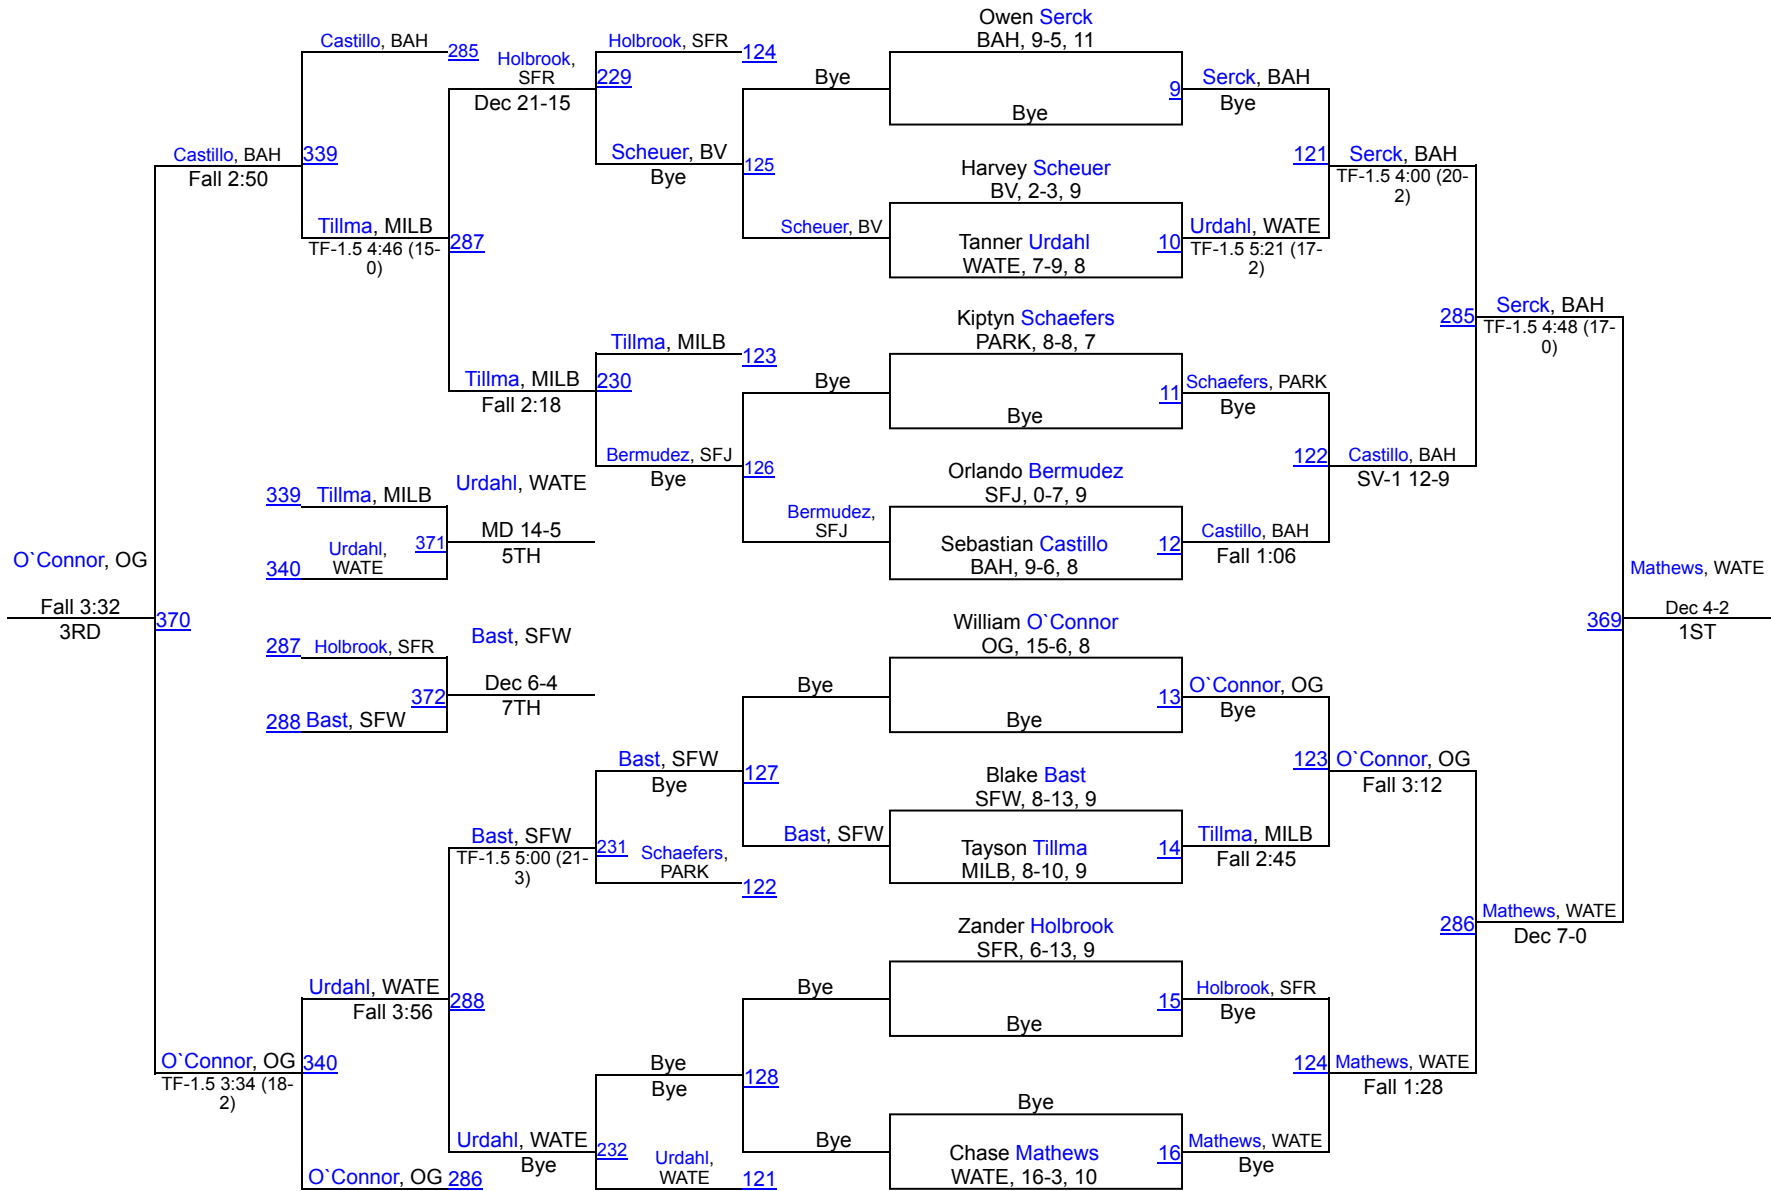 Owen Serck
BAH, 9-5, 11
Castillo, BAH
285
Holbrook,
SFR
Dec 21-15
Holbrook, SFR
124
229
Bye
Bye
9
Serck, BAH
Bye
Castillo, BAH
Fall 2:50
339
Scheuer, BV
Bye
125
Harvey Scheuer
BV, 2-3, 9
121
Serck, BAH
TF-1.5 4:00 (20-
2)
Tillma, MILB
TF-1.5 4:46 (15-
0)
287
Scheuer, BV
Tanner Urdahl
WATE, 7-9, 8
10
Urdahl, WATE
TF-1.5 5:21 (17-
2)
Kiptyn Schaefers
PARK, 8-8, 7
285
Serck, BAH
TF-1.5 4:48 (17-
0)
Tillma, MILB
123
Tillma, MILB
Fall 2:18
230
Bye
Bye
11
Schaefers, PARK
Bye
Bermudez, SFJ
Bye
126
Orlando Bermudez
SFJ, 0-7, 9
122
Castillo, BAH
SV-1 12-9
339
Tillma, MILB
Urdahl, WATE
MD 14-5
5TH
371
340
Urdahl,
WATE
Bermudez,
SFJ
Sebastian Castillo
BAH, 9-6, 8
12
Castillo, BAH
Fall 1:06
O`Connor, OG
Fall 3:32
3RD
370
Mathews, WATE
Dec 4-2
1ST
369
William O`Connor
OG, 15-6, 8
287
Holbrook, SFR
Bast, SFW
Dec 6-4
7TH
372
288
Bast, SFW
Bye
Bye
13
O`Connor, OG
Bye
Bast, SFW
Bye
127
Blake Bast
SFW, 8-13, 9
123
O`Connor, OG
Fall 3:12
Bast, SFW
TF-1.5 5:00 (21-
3)
231
Schaefers,
PARK
122
Bast, SFW
Tayson Tillma
MILB, 8-10, 9
14
Tillma, MILB
Fall 2:45
Zander Holbrook
SFR, 6-13, 9
286
Mathews, WATE
Dec 7-0
Urdahl, WATE
Fall 3:56
288
Bye
Bye
15
Holbrook, SFR
Bye
O`Connor, OG
TF-1.5 3:34 (18-
2)
340
Bye
Bye
128
124
Mathews, WATE
Fall 1:28
Bye
Urdahl, WATE
Bye
232
Urdahl,
WATE
121
Bye
Chase Mathews
WATE, 16-3, 10
16
Mathews, WATE
Bye
O`Connor, OG
286